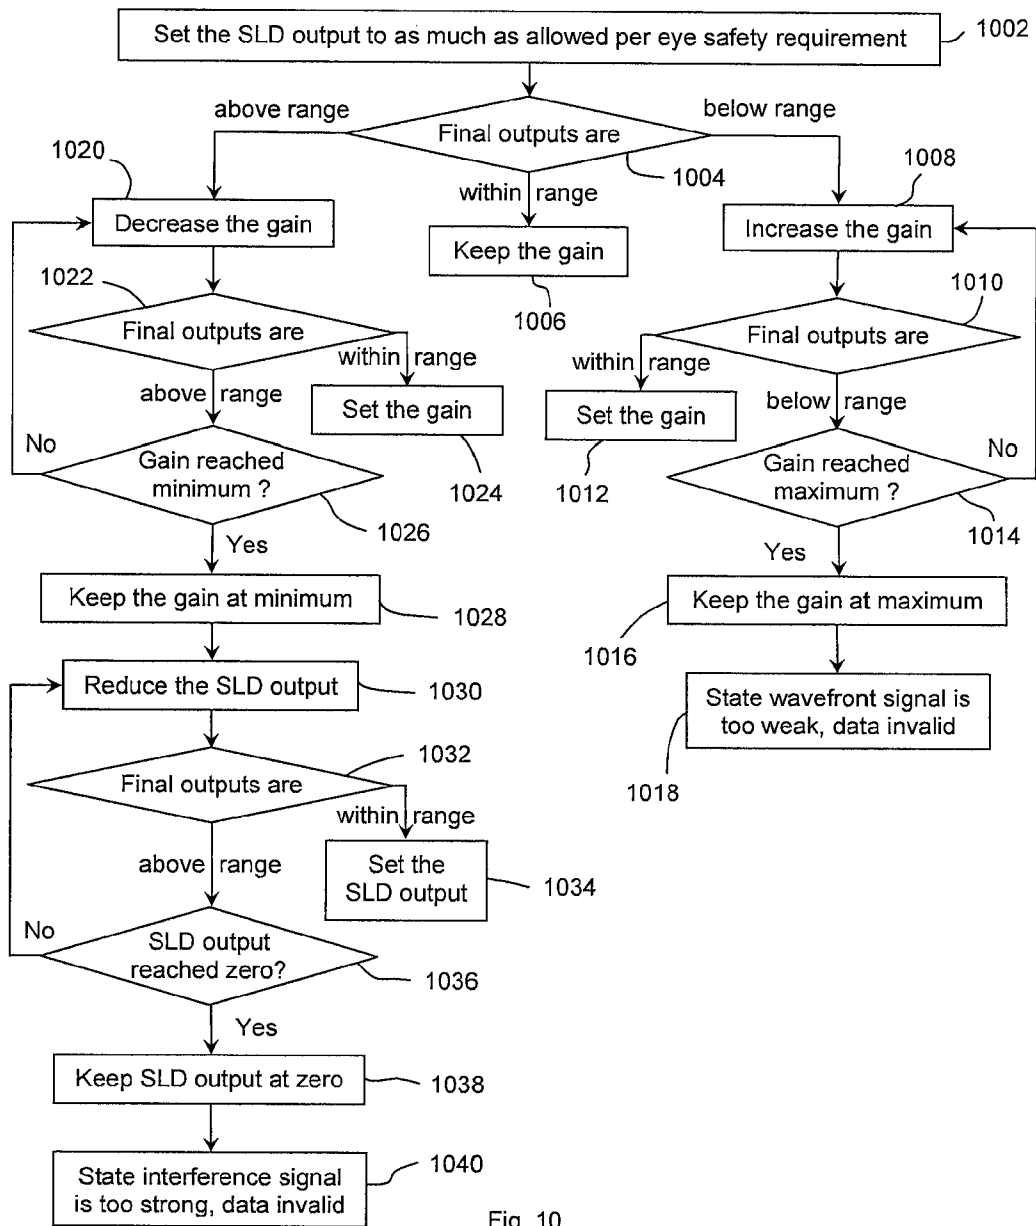 Set the SLD output to as much as allowed per eye safety requirement
1002
above range
Final outputs are
below range
1004
within range
1020
Decrease the gain
Keep the gain
1006
1008
Increase the gain
1022
Final outputs are
within range
above range
Set the gain
1024
1010
Final outputs are
within range
Set the gain
1012
below range
No
Gain reached
minimum ?
1026
Yes
Gain reached
maximum ?
No
1014
Yes
Keep the gain at minimum
1028
Keep the gain at maximum
1016
Reduce the SLD output
1030
State wavefront signal is
too weak, data invalid
1018
Final outputs are
1032
within range
above range
Set the
SLD output
1034
No
SLD output
reached zero?
1036
Yes
Keep SLD output at zero
1038
State interference signal
is too strong, data invalid
1040
Fig. 10